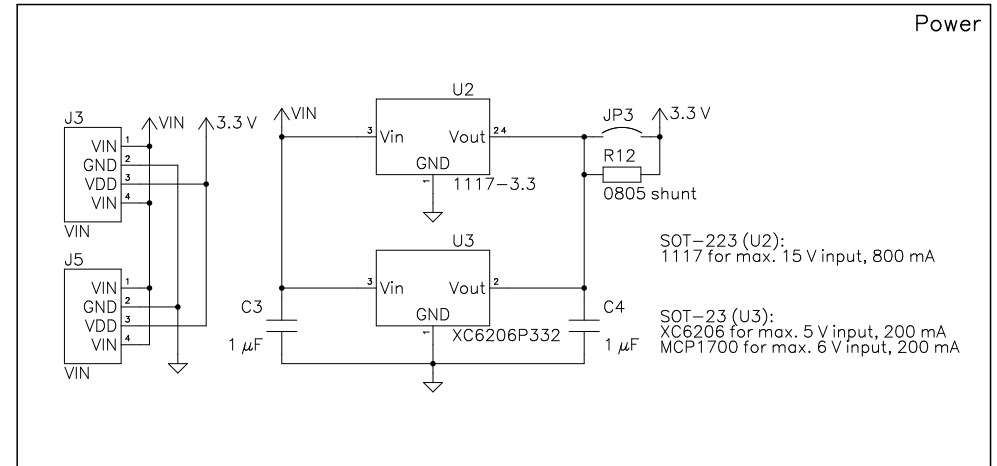 Power
J3
VIN 1
GND 2
VDD 3
VIN 4
VIN
VIN
3.3 V
J5
VIN 1
GND 2
VDD 3
VIN 4
VIN
VIN
U2
3 Vin
Vout 24
GND
1
1117-3.3
JP3
3.3 V
R12
0805 shunt
U3
3 Vin
Vout 2
GND
1
XC6206P332
C3
1 µF
C4
1 µF
SOT-223 (U2):
1117 for max. 15 V input, 800 mA
SOT-23 (U3):
XC6206 for max. 5 V input, 200 mA
MCP1700 for max. 6 V input, 200 mA